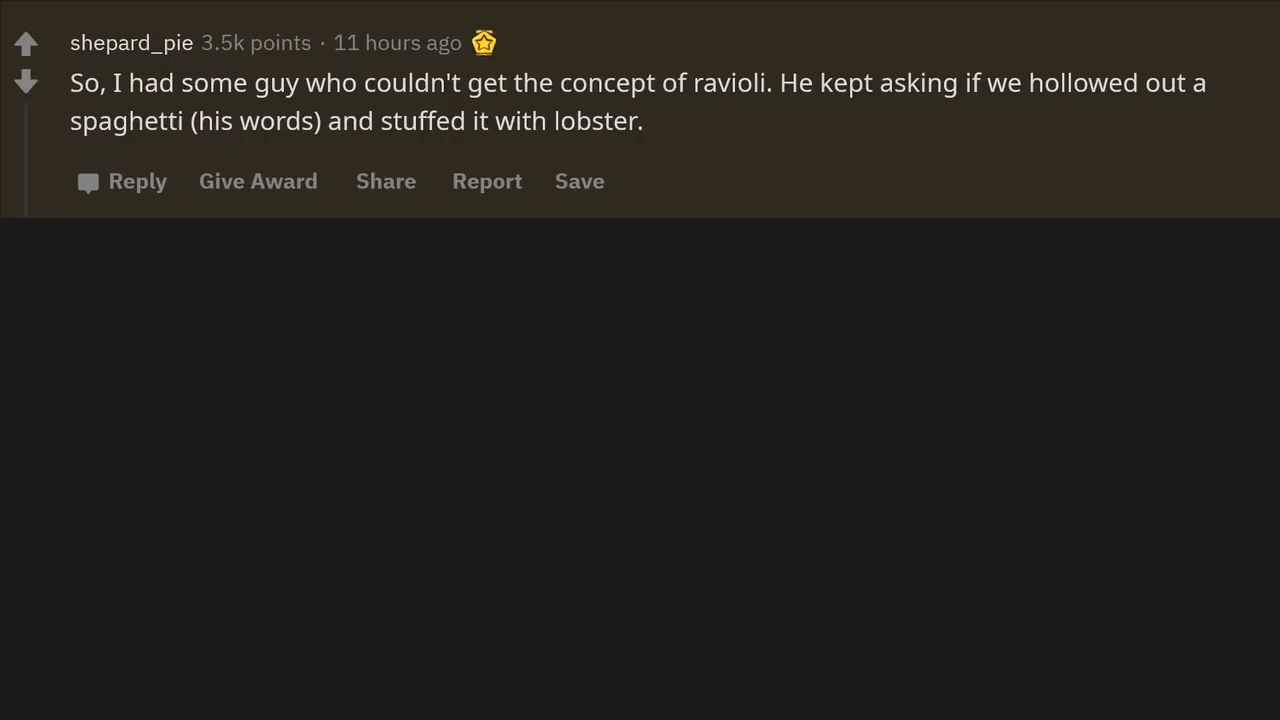 shepard_pie 3.5k points · 11 hours ago
So, I had some guy who couldn't get the concept of ravioli. He kept asking if we hollowed out a
spaghetti (his words) and stuffed it with lobster.
Reply Give Award Share Report Save